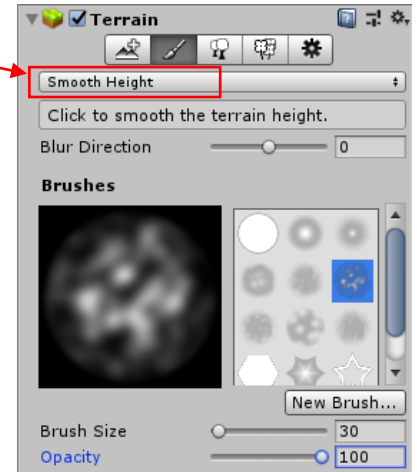 Terrain
Smooth Height
Click to smooth the terrain height.
Blur Direction 0
Brushes
New Brush...
Brush Size 30
Opacity 100